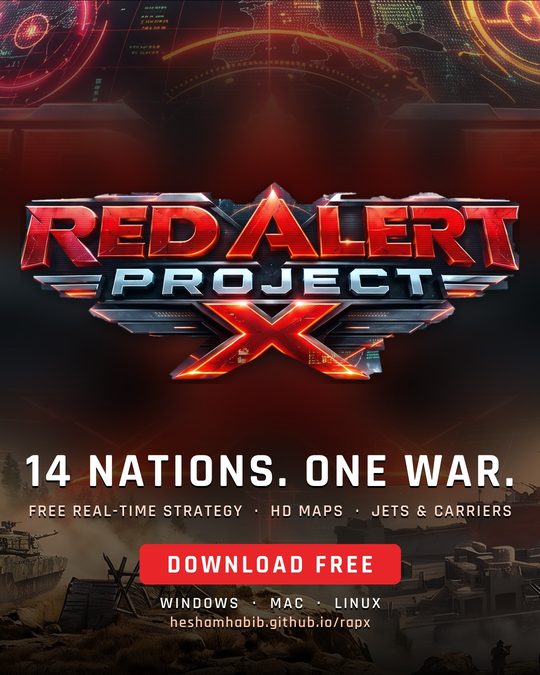 RED ALERT
PROJECT
X
14 NATIONS. ONE WAR.
FREE REAL-TIME STRATEGY · HD MAPS · JETS & CARRIERS
DOWNLOAD FREE
WINDOWS · MAC · LINUX
heshamhabib.github.io/rapx